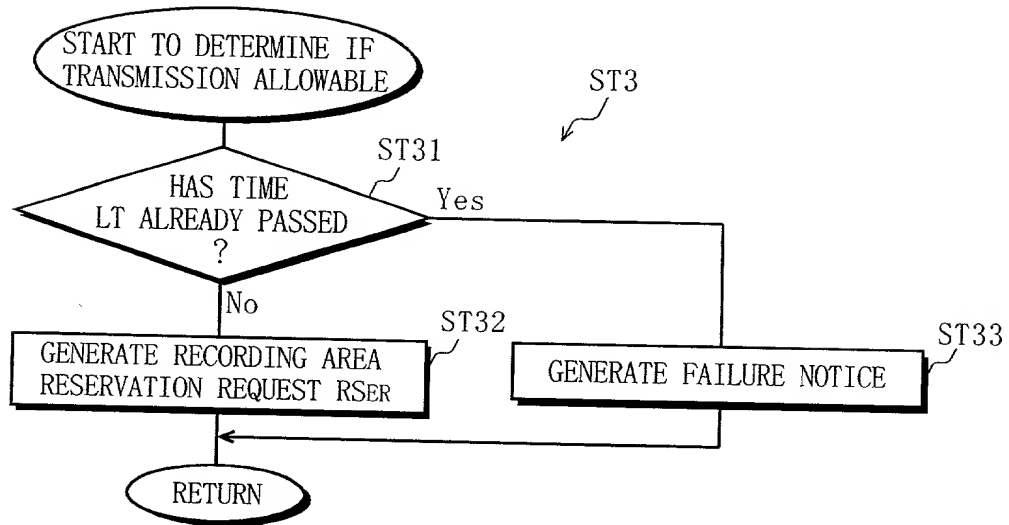 START TO DETERMINE IF
TRANSMISSION ALLOWABLE
ST3
ST31
HAS TIME
LT ALREADY PASSED
?
Yes
No
ST32
GENERATE RECORDING AREA
RESERVATION REQUEST RSER
ST33
GENERATE FAILURE NOTICE
RETURN